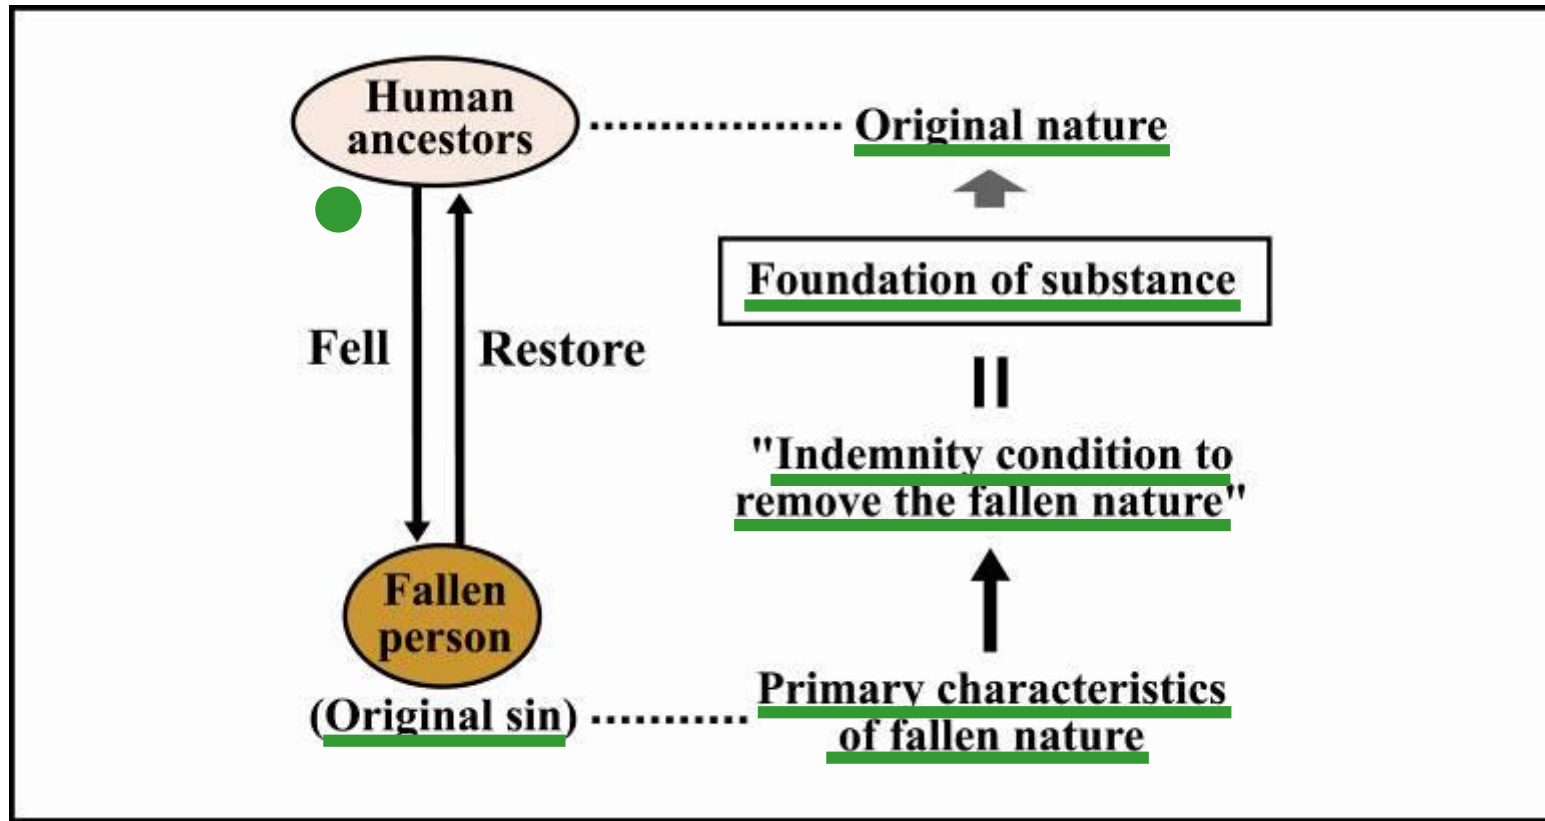 Human
ancestors
Original nature
Foundation of substance
Fell
Restore
"Indemnity condition to
remove the fallen nature"
Fallen
person
(Original sin)
Primary characteristics
of fallen nature